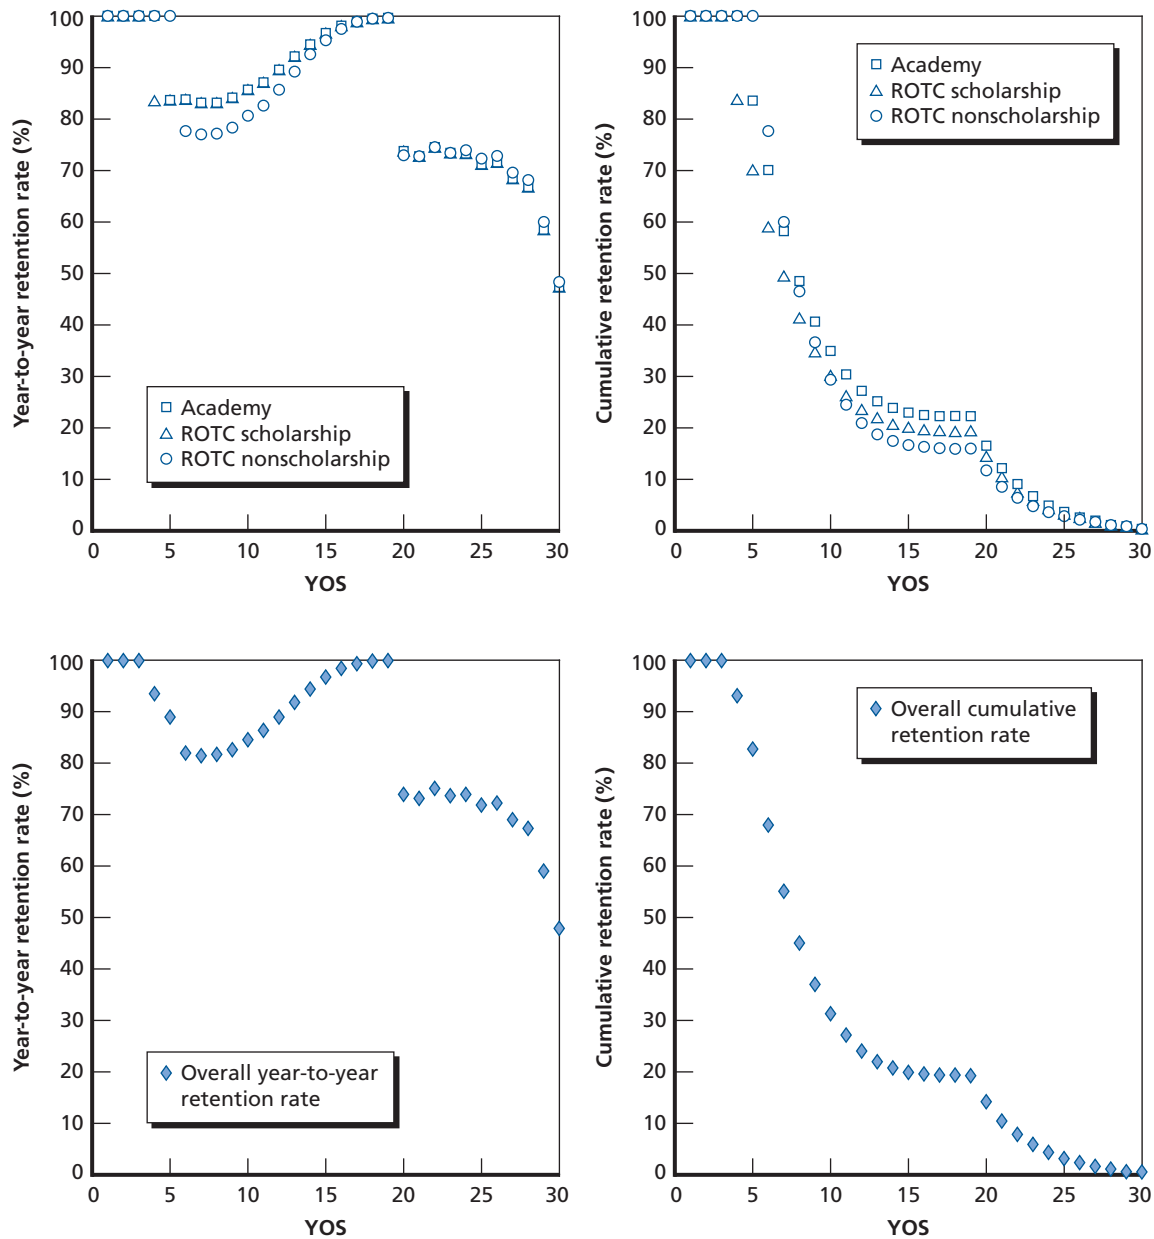 Year-to-year retention rate (%)
100
90
80
70
60
50
40
30
20
10
0
Academy
ROTC scholarship
ROTC nonscholarship
0 5 10 15 20 25 30
YOS
Cumulative retention rate (%)
100
90
80
70
60
50
40
30
20
10
0
Academy
ROTC scholarship
ROTC nonscholarship
0 5 10 15 20 25 30
YOS
Year-to-year retention rate (%)
100
90
80
70
60
50
40
30
20
10
0
Overall year-to-year
retention rate
0 5 10 15 20 25 30
YOS
Cumulative retention rate (%)
100
90
80
70
60
50
40
30
20
10
0
Overall cumulative
retention rate
0 5 10 15 20 25 30
YOS